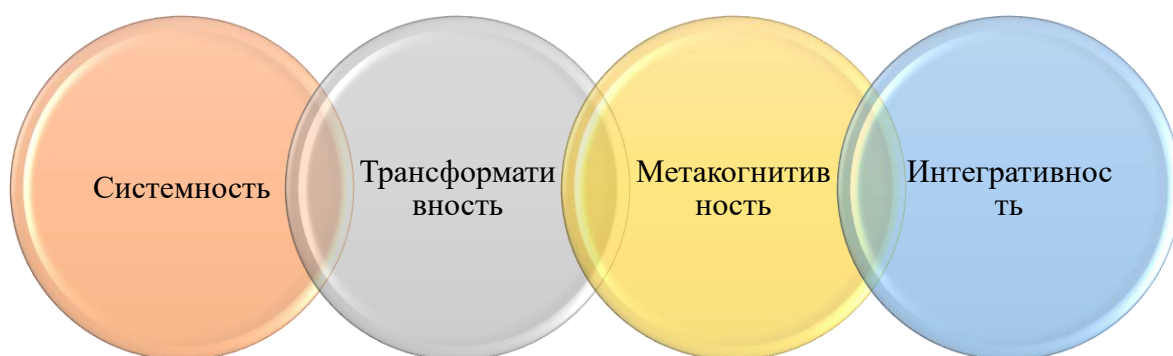 Системность
Трансформати
вность
Метакогнитив
ность
Интегративнос
ть